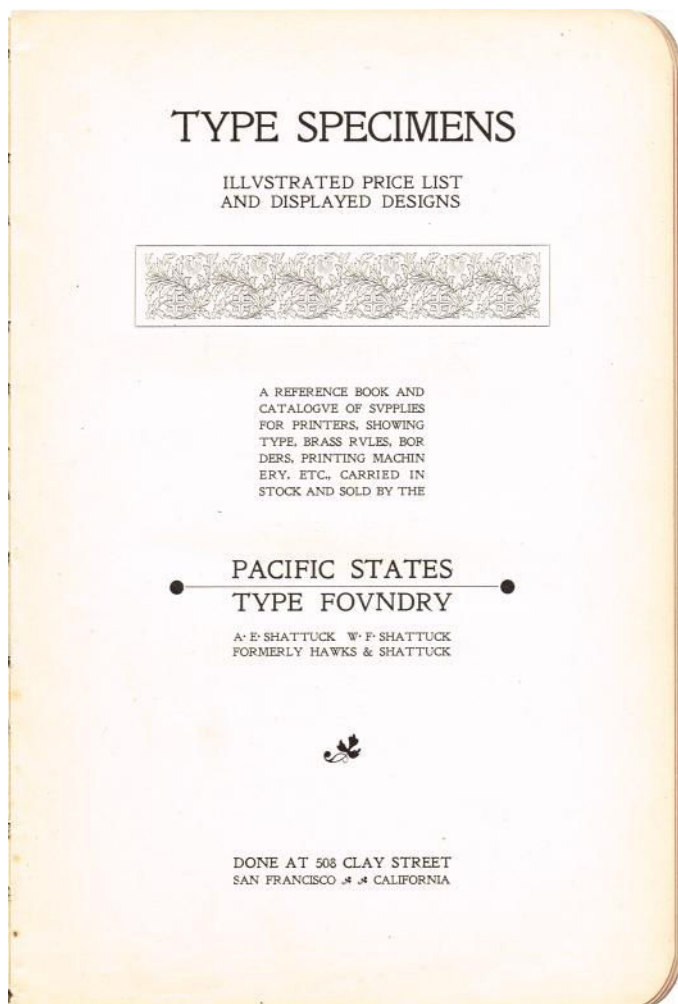 TYPE SPECIMENS
ILLVSTRATED PRICE LIST
AND DISPLAYED DESIGNS
A REFERENCE BOOK AND
CATALOGVE OF SVPPLIES
FOR PRINTERS, SHOWING
TYPE, BRASS RVLES, BOR
DERS, PRINTING MACHIN
ERY, ETC., CARRIED IN
STOCK AND SOLD BY THE
PACIFIC STATES
TYPE FOVNDRY
A· E· SHATTUCK W· F· SHATTUCK
FORMERLY HAWKS & SHATTUCK
DONE AT 508 CLAY STREET
SAN FRANCISCO CALIFORNIA